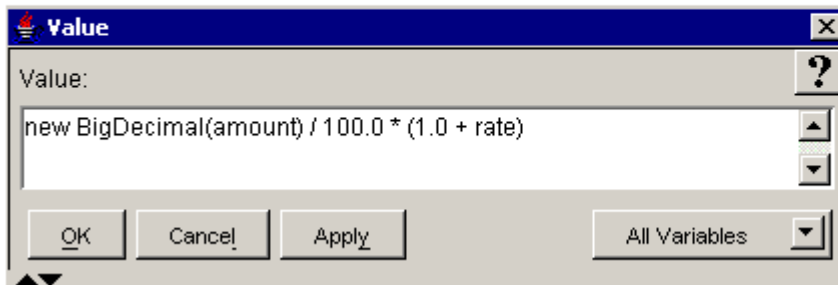 Value
Value:
?
new BigDecimal(amount) / 100.0 * (1.0 + rate)
OK Cancel Apply All Variables